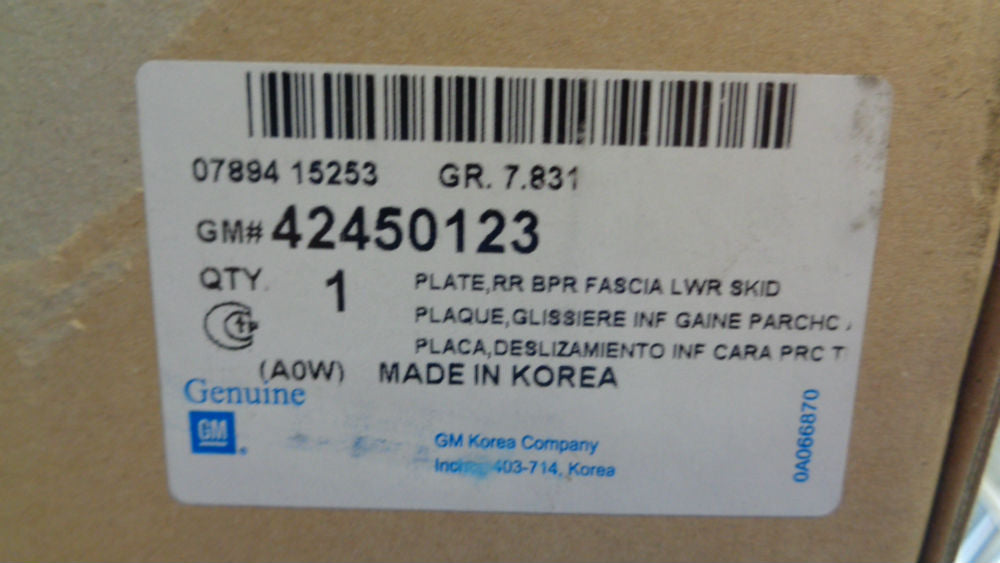 07894 15253 GR. 7.831
GM# 42450123
QTY. 1 PLATE,RR BPR FASCIA LWR SKID
PLAQUE,GLISSIERE INF GAINE PARCHC
PLACA,DESLIZAMIENTO INF CARA PRC T
(A0W) MADE IN KOREA
Genuine
GM
GM Korea Company
403-714, Korea
0A066870